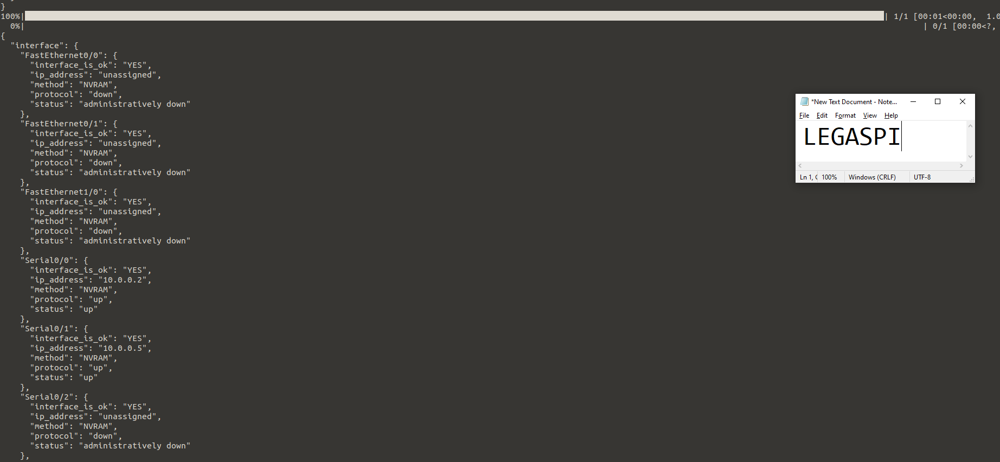 }
100%| | 1/1 [00:01<00:00, 1.0
0%| | 0/1 [00:00<?,
{
"interface": {
"FastEthernet0/0": {
"interface_is_ok": "YES",
"ip_address": "unassigned",
"method": "NVRAM",
"protocol": "down",
"status": "administratively down"
},
"FastEthernet0/1": {
"interface_is_ok": "YES",
"ip_address": "unassigned",
"method": "NVRAM",
"protocol": "down",
"status": "administratively down"
},
"FastEthernet1/0": {
"interface_is_ok": "YES",
"ip_address": "unassigned",
"method": "NVRAM",
"protocol": "down",
"status": "administratively down"
},
"Serial0/0": {
"interface_is_ok": "YES",
"ip_address": "10.0.0.2",
"method": "NVRAM",
"protocol": "up",
"status": "up"
},
"Serial0/1": {
"interface_is_ok": "YES",
"ip_address": "10.0.0.5",
"method": "NVRAM",
"protocol": "up",
"status": "up"
},
"Serial0/2": {
"interface_is_ok": "YES",
"ip_address": "unassigned",
"method": "NVRAM",
"protocol": "down",
"status": "administratively down"
},
*New Text Document - Note...
File Edit Format View Help
LEGASPI
Ln 1, 100% Windows (CRLF) UTF-8